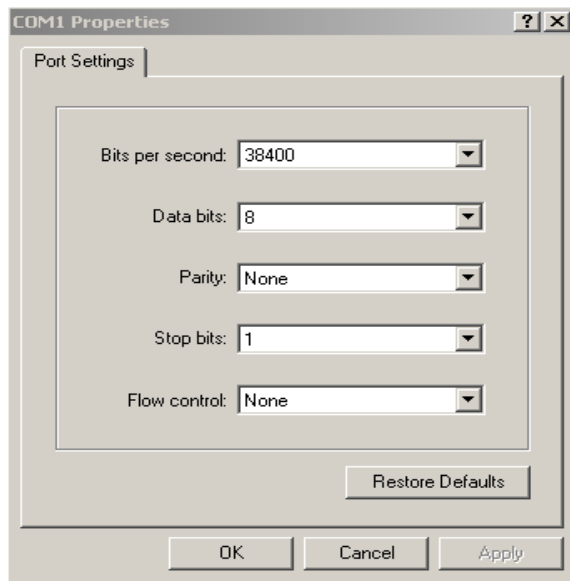 COM1 Properties ? ×
Port Settings
Bits per second: 38400
Data bits: 8
Parity: None
Stop bits: 1
Flow control: None
Restore Defaults
OK Cancel Apply